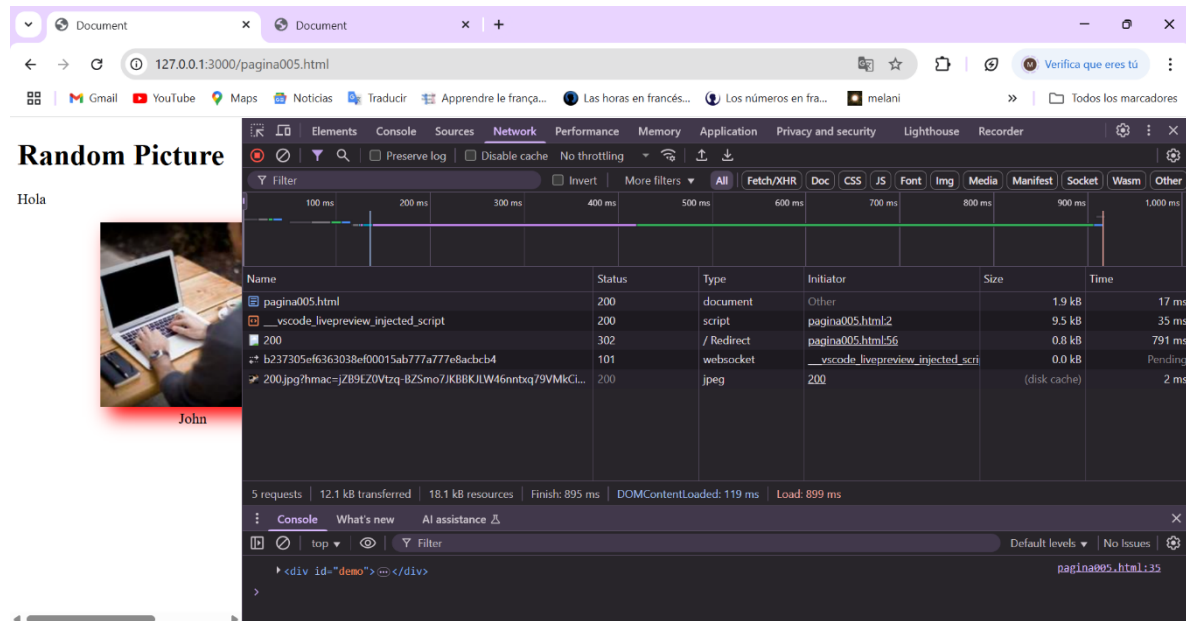 Document
Document
127.0.0.1:3000/pagina005.html
Verifica que eres tú
Gmail
YouTube
Maps
Noticias
Traducir
Apprendre le frança...
Las horas en francés...
Los números en fra...
melani
»
Todos los marcadores
Random Picture
Hola
John
Elements Console Sources Network Performance Memory Application Privacy and security Lighthouse Recorder
Preserve log Disable cache No throttling
Filter Invert More filters All Fetch/XHR Doc CSS JS Font Img Media Manifest Socket Wasm Other
100 ms 200 ms 300 ms 400 ms 500 ms 600 ms 700 ms 800 ms 900 ms 1,000 ms
Name Status Type Initiator Size Time
pagina005.html 200 document Other 1.9 kB 17 ms
__vscode_livepreview_injected_script 200 script pagina005.html:2 9.5 kB 35 ms
200 302 / Redirect pagina005.html:56 0.8 kB 791 ms
b237305ef6363038ef00015ab777a777e8acbcb4 101 websocket __vscode_livepreview_injected_scri 0.0 kB Pending
200.jpg?hmac=jZB9EZ0Vtzq-BZSmo7JKBBKJLW46nntxq79VMkCi... 200 jpeg 200 (disk cache) 2 ms
5 requests 12.1 kB transferred 18.1 kB resources Finish: 895 ms DOMContentLoaded: 119 ms Load: 899 ms
Console What's new AI assistance
top Filter Default levels No Issues
<div id="demo">…</div> pagina005.html:35